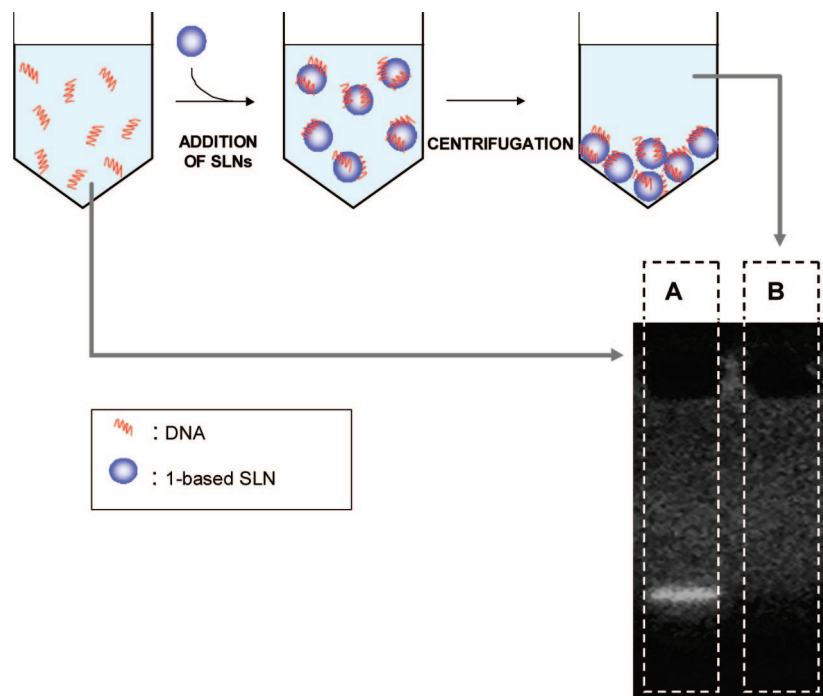 ADDITION
OF SLNs
CENTRIFUGATION
A
B
: DNA
: 1-based SLN